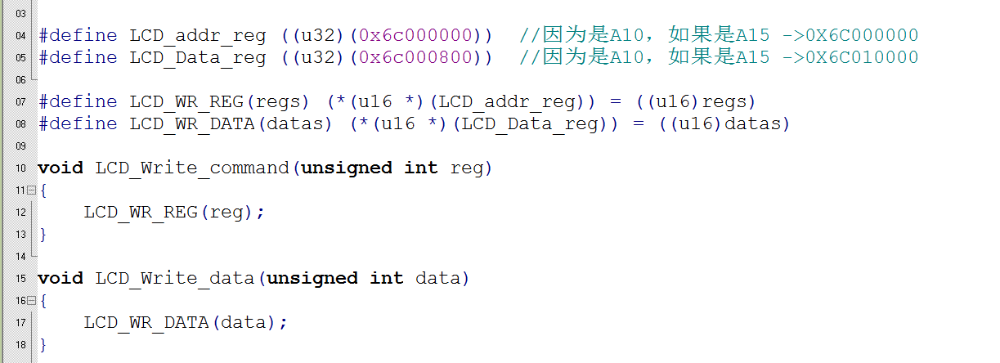 03
04 #define LCD_addr_reg ((u32)(0x6c000000))  //因为是A10，如果是A15 ->0X6C000000
05 #define LCD_Data_reg ((u32)(0x6c000800))  //因为是A10，如果是A15 ->0X6C010000
06
07 #define LCD_WR_REG(regs) (*(u16 *)(LCD_addr_reg)) = ((u16)regs)
08 #define LCD_WR_DATA(datas) (*(u16 *)(LCD_Data_reg)) = ((u16)datas)
09
10 void LCD_Write_command(unsigned int reg)
11 {
12     LCD_WR_REG(reg);
13 }
14
15 void LCD_Write_data(unsigned int data)
16 {
17     LCD_WR_DATA(data);
18 }